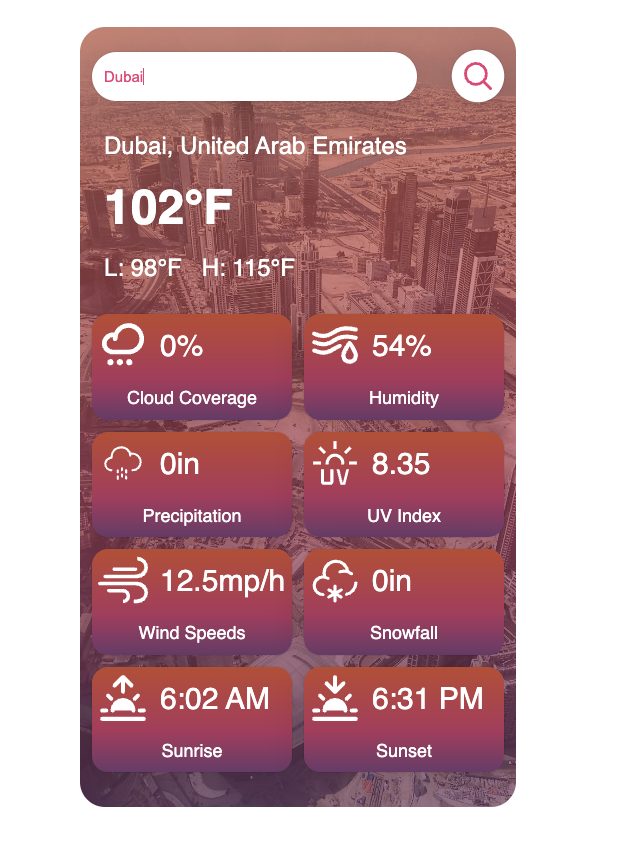 Dubai
Dubai, United Arab Emirates
102°F
L: 98°F H: 115°F
0%
Cloud Coverage
54%
Humidity
0in
Precipitation
UV
8.35
UV Index
12.5mp/h
Wind Speeds
0in
Snowfall
6:02 AM
Sunrise
6:31 PM
Sunset